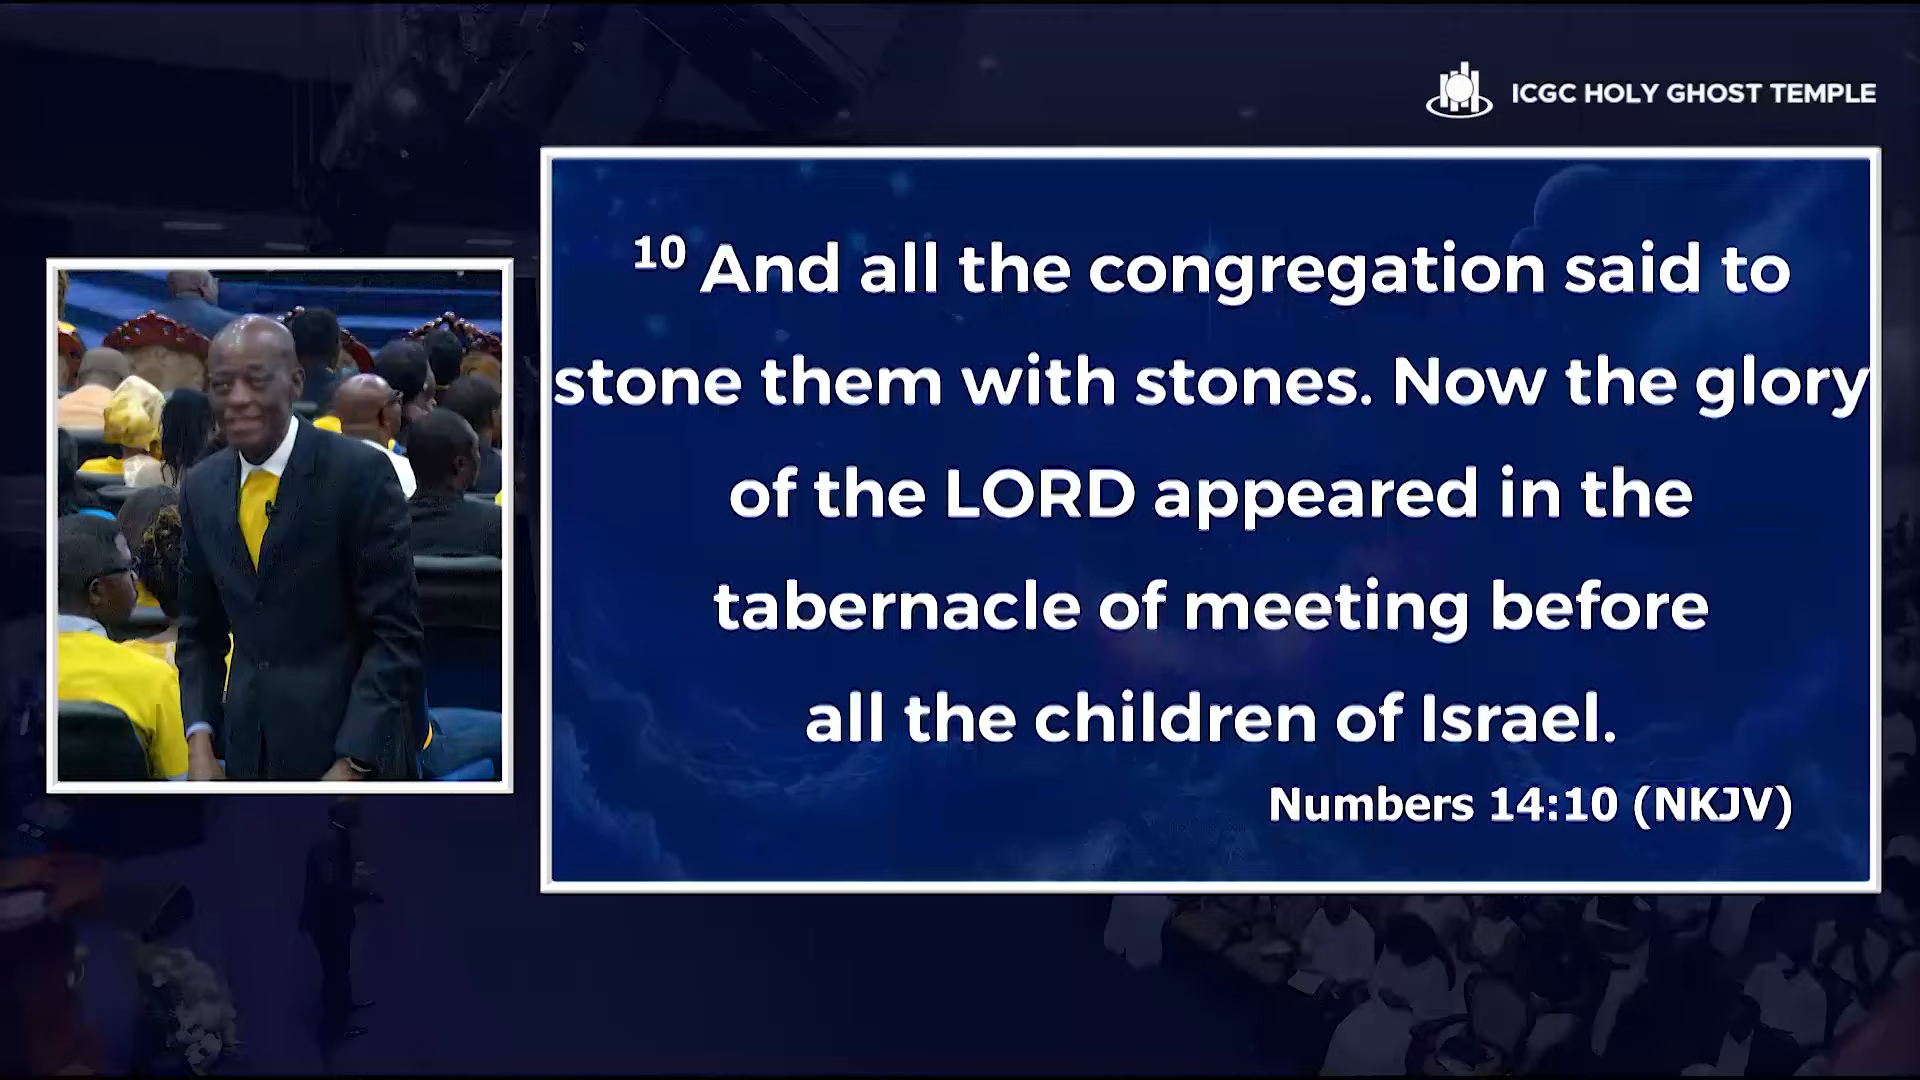 ICGC HOLY GHOST TEMPLE
10 And all the congregation said to
stone them with stones. Now the glory
of the LORD appeared in the
tabernacle of meeting before
all the children of Israel.
Numbers 14:10 (NKJV)